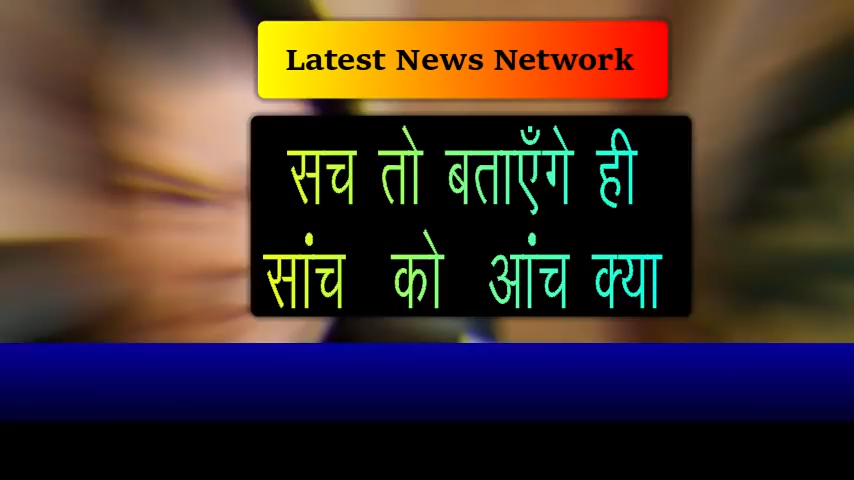 Latest News Network
सच तो बताएँगे ही
सांच को आंच क्या